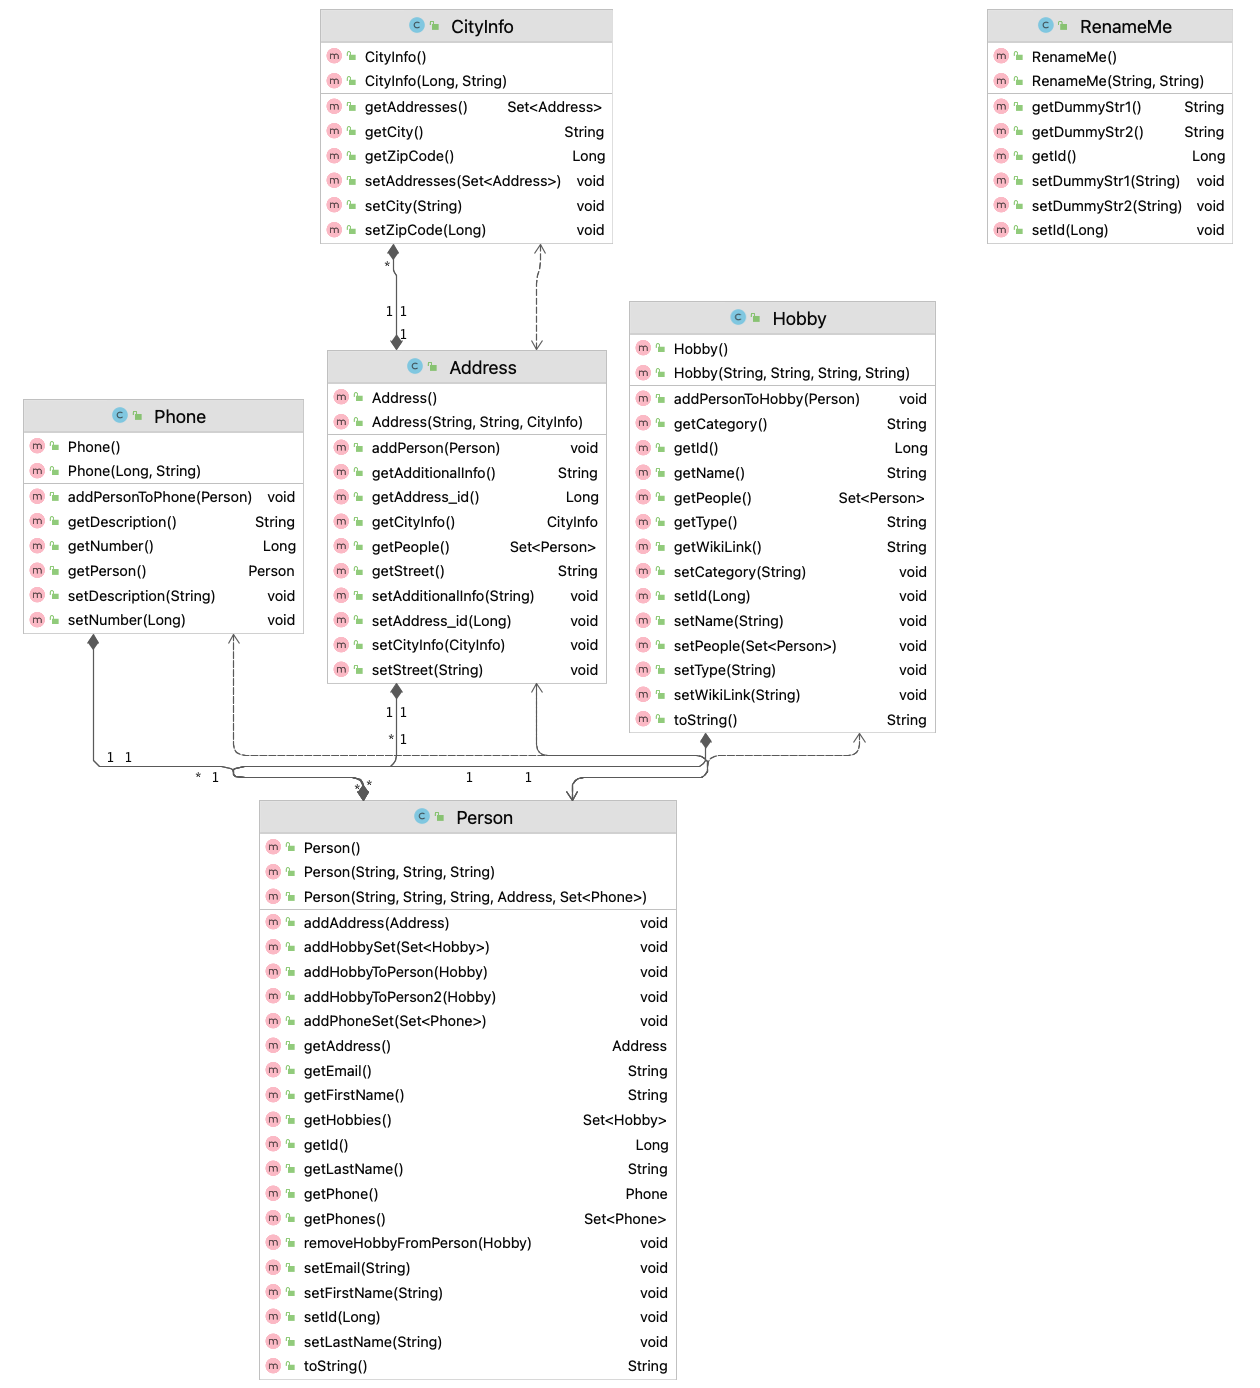 CityInfo
CityInfo()
CityInfo(Long, String)
getAddresses() Set<Address>
getCity() String
getZipCode() Long
setAddresses(Set<Address>) void
setCity(String) void
setZipCode(Long) void
RenameMe
RenameMe()
RenameMe(String, String)
getDummyStr1() String
getDummyStr2() String
getId() Long
setDummyStr1(String) void
setDummyStr2(String) void
setId(Long) void
*
1 1
1
Hobby
Hobby()
Hobby(String, String, String, String)
addPersonToHobby(Person) void
getCategory() String
getId() Long
getName() String
getPeople() Set<Person>
getType() String
getWikiLink() String
setCategory(String) void
setId(Long) void
setName(String) void
setPeople(Set<Person>) void
setType(String) void
setWikiLink(String) void
toString() String
Address
Address()
Address(String, String, CityInfo)
addPerson(Person) void
getAdditionalInfo() String
getAddress_id() Long
getCityInfo() CityInfo
getPeople() Set<Person>
getStreet() String
setAdditionalInfo(String) void
setAddress_id(Long) void
setCityInfo(CityInfo) void
setStreet(String) void
Phone
Phone()
Phone(Long, String)
addPersonToPhone(Person) void
getDescription() String
getNumber() Long
getPerson() Person
setDescription(String) void
setNumber(Long) void
1 1
* 1
1 1
* 1 1 1
* *
Person
Person()
Person(String, String, String)
Person(String, String, String, Address, Set<Phone>)
addAddress(Address) void
addHobbySet(Set<Hobby>) void
addHobbyToPerson(Hobby) void
addHobbyToPerson2(Hobby) void
addPhoneSet(Set<Phone>) void
getAddress() Address
getEmail() String
getFirstName() String
getHobbies() Set<Hobby>
getId() Long
getLastName() String
getPhone() Phone
getPhones() Set<Phone>
removeHobbyFromPerson(Hobby) void
setEmail(String) void
setFirstName(String) void
setId(Long) void
setLastName(String) void
toString() String